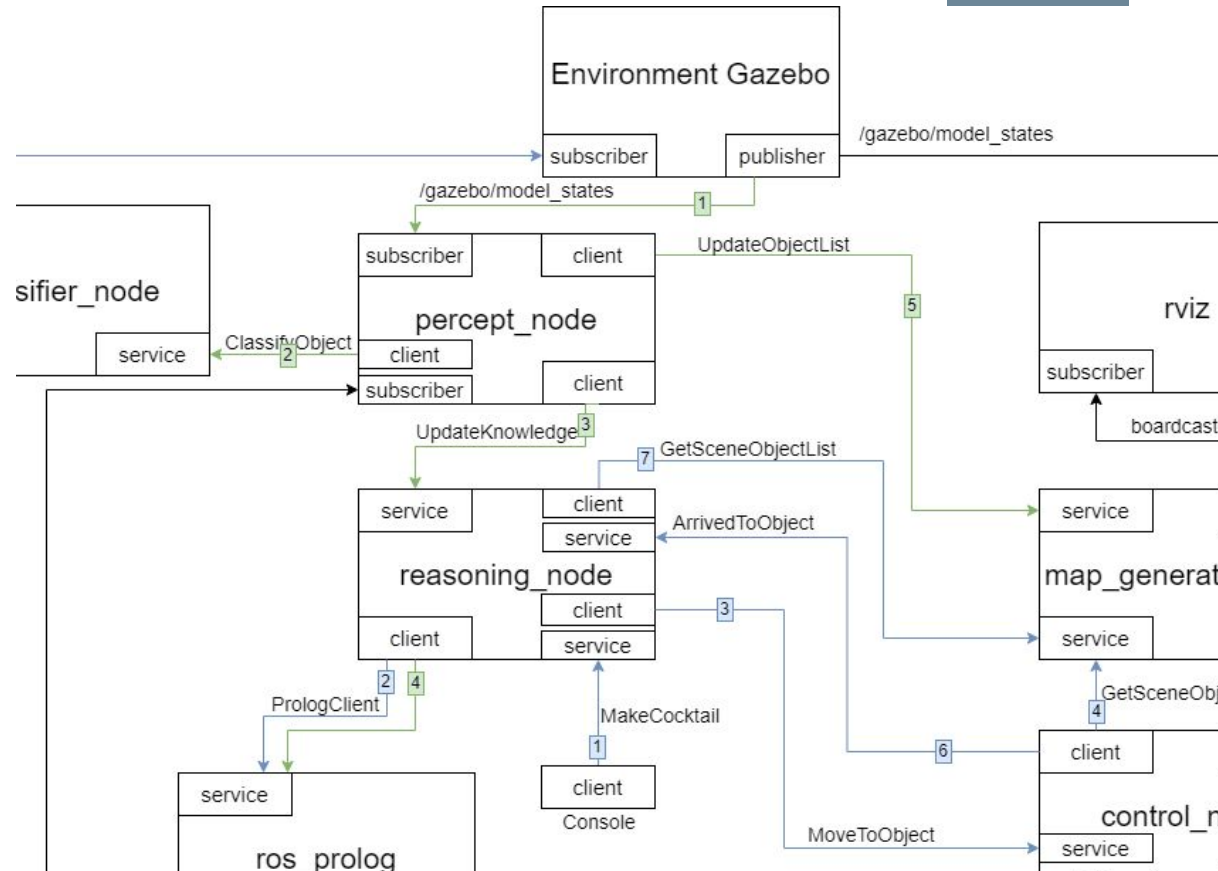 Environment Gazebo
subscriber
publisher
/gazebo/model_states
/gazebo/model_states
1
subscriber
client
UpdateObjectList
sifier_node
percept_node
5
rviz
service
ClassifyObject
2
client
subscriber
client
subscriber
3
UpdateKnowledge
boardcast
7
GetSceneObjectList
service
client
service
ArrivedToObject
service
reasoning_node
map_generat
client
3
client
service
service
2
4
PrologClient
MakeCocktail
GetSceneObj
4
1
6
client
service
client
Console
control_n
MoveToObject
service
ros_prolog